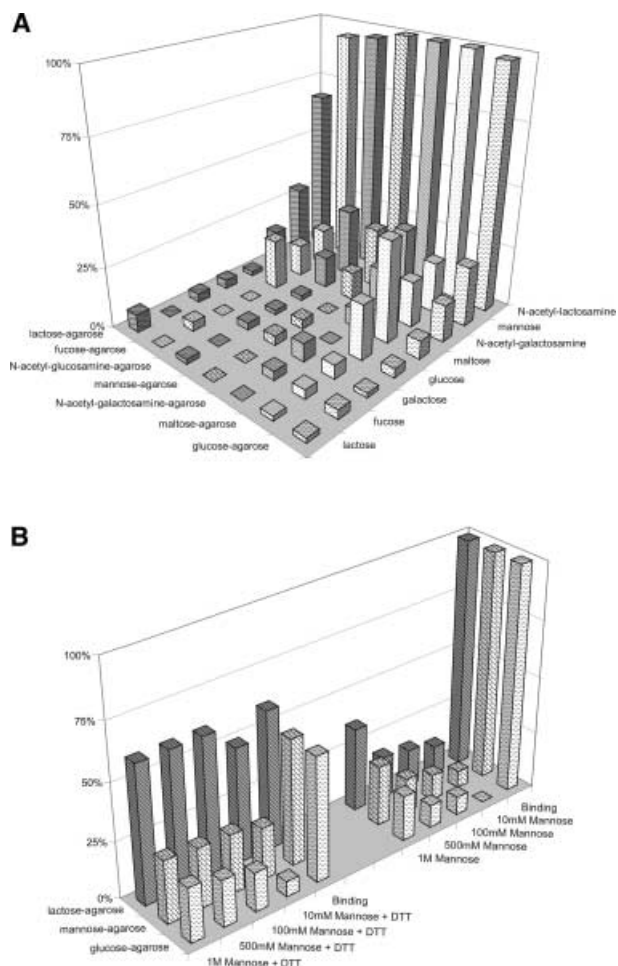 A
100%
75%
50%
25%
0%
lactose-agarose
fucose-agarose
N-acetyl-glucosamine-agarose
mannose-agarose
N-acetyl-galactosamine-agarose
maltose-agarose
glucose-agarose
N-acetyl-lactosamine
mannose
N-acetyl-galactosamine
maltose
glucose
galactose
fucose
lactose
B
100%
75%
50%
25%
0%
lactose-agarose
mannose-agarose
glucose-agarose
Binding
10mM Mannose
100mM Mannose
500mM Mannose
1M Mannose
Binding
10mM Mannose + DTT
100mM Mannose + DTT
500mM Mannose + DTT
1M Mannose + DTT